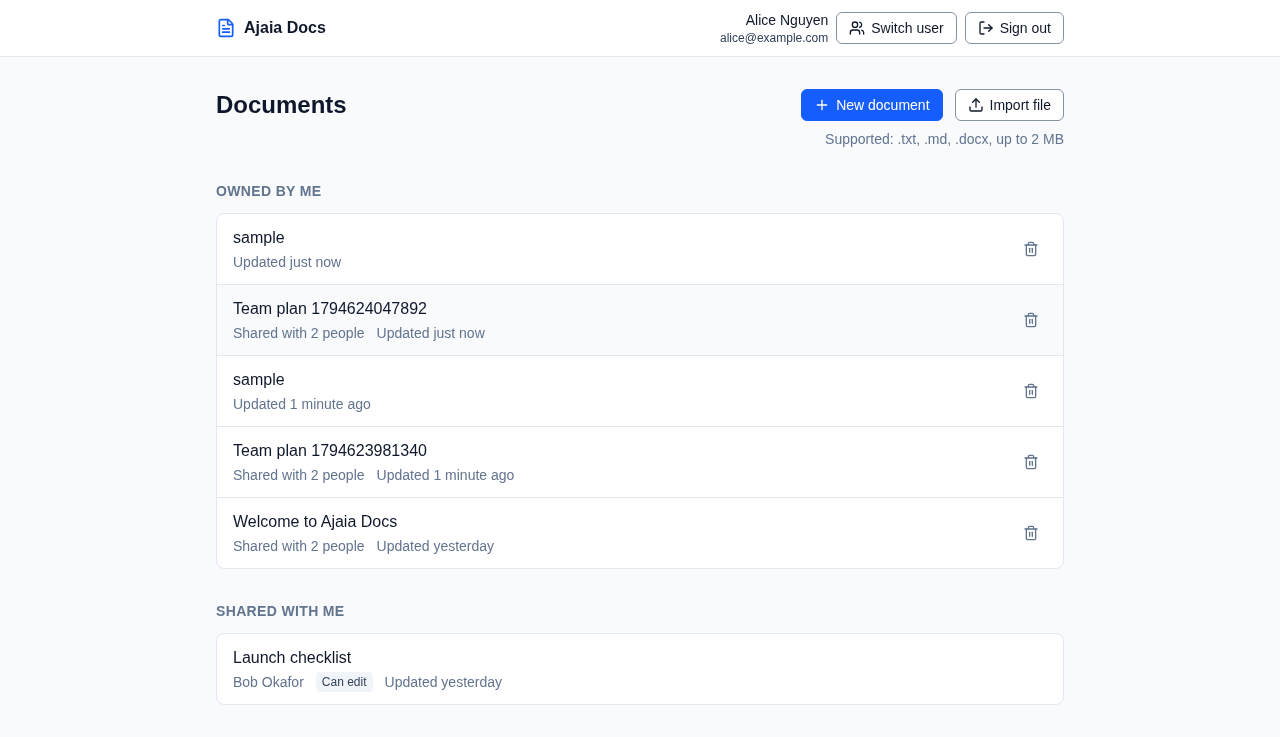 Ajaia Docs
Alice Nguyen
alice@example.com
Switch user
Sign out
Documents
New document
Import file
Supported: .txt, .md, .docx, up to 2 MB
OWNED BY ME
sample
Updated just now
Team plan 1794624047892
Shared with 2 people Updated just now
sample
Updated 1 minute ago
Team plan 1794623981340
Shared with 2 people Updated 1 minute ago
Welcome to Ajaia Docs
Shared with 2 people Updated yesterday
SHARED WITH ME
Launch checklist
Bob Okafor Can edit Updated yesterday